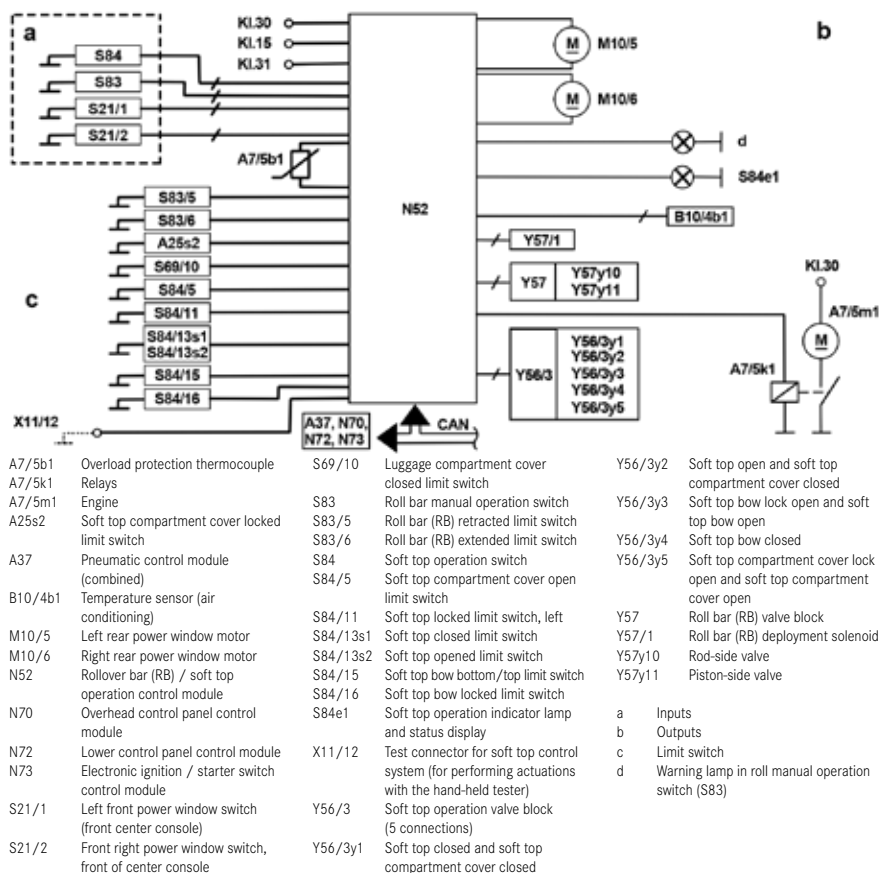 a
b
Kl.30
Kl.15
Kl.31
S84
S83
S21/1
S21/2
A7/5b1
M
M10/5
M
M10/6
d
S84e1
N52
B10/4b1
Y57/1
Y57
Y57y10
Y57y11
c
S83/5
S83/6
A25s2
S69/10
S84/5
S84/11
S84/13s1
S84/13s2
S84/15
S84/16
Kl.30
A7/5m1
M
A7/5k1
Y56/3
Y56/3y1
Y56/3y2
Y56/3y3
Y56/3y4
Y56/3y5
X11/12
A37, N70,
N72, N73
CAN
A7/5b1 Overload protection thermocouple
A7/5k1 Relays
A7/5m1 Engine
A25s2 Soft top compartment cover locked
limit switch
A37 Pneumatic control module
(combined)
B10/4b1 Temperature sensor (air
conditioning)
M10/5 Left rear power window motor
M10/6 Right rear power window motor
N52 Rollover bar (RB) / soft top
operation control module
N70 Overhead control panel control
module
N72 Lower control panel control module
N73 Electronic ignition / starter switch
control module
S21/1 Left front power window switch
(front center console)
S21/2 Front right power window switch,
front of center console
S69/10 Luggage compartment cover
closed limit switch
S83 Roll bar manual operation switch
S83/5 Roll bar (RB) retracted limit switch
S83/6 Roll bar (RB) extended limit switch
S84 Soft top operation switch
S84/5 Soft top compartment cover open
limit switch
S84/11 Soft top locked limit switch, left
S84/13s1 Soft top closed limit switch
S84/13s2 Soft top opened limit switch
S84/15 Soft top bow bottom/top limit switch
S84/16 Soft top bow locked limit switch
S84e1 Soft top operation indicator lamp
and status display
X11/12 Test connector for soft top control
system (for performing actuations
with the hand-held tester)
Y56/3 Soft top operation valve block
(5 connections)
Y56/3y1 Soft top closed and soft top
compartment cover closed
Y56/3y2 Soft top open and soft top
compartment cover closed
Y56/3y3 Soft top bow lock open and soft
top bow open
Y56/3y4 Soft top bow closed
Y56/3y5 Soft top compartment cover lock
open and soft top compartment
cover open
Y57 Roll bar (RB) valve block
Y57/1 Roll bar (RB) deployment solenoid
Y57y10 Rod-side valve
Y57y11 Piston-side valve
a Inputs
b Outputs
c Limit switch
d Warning lamp in roll manual operation
switch (S83)